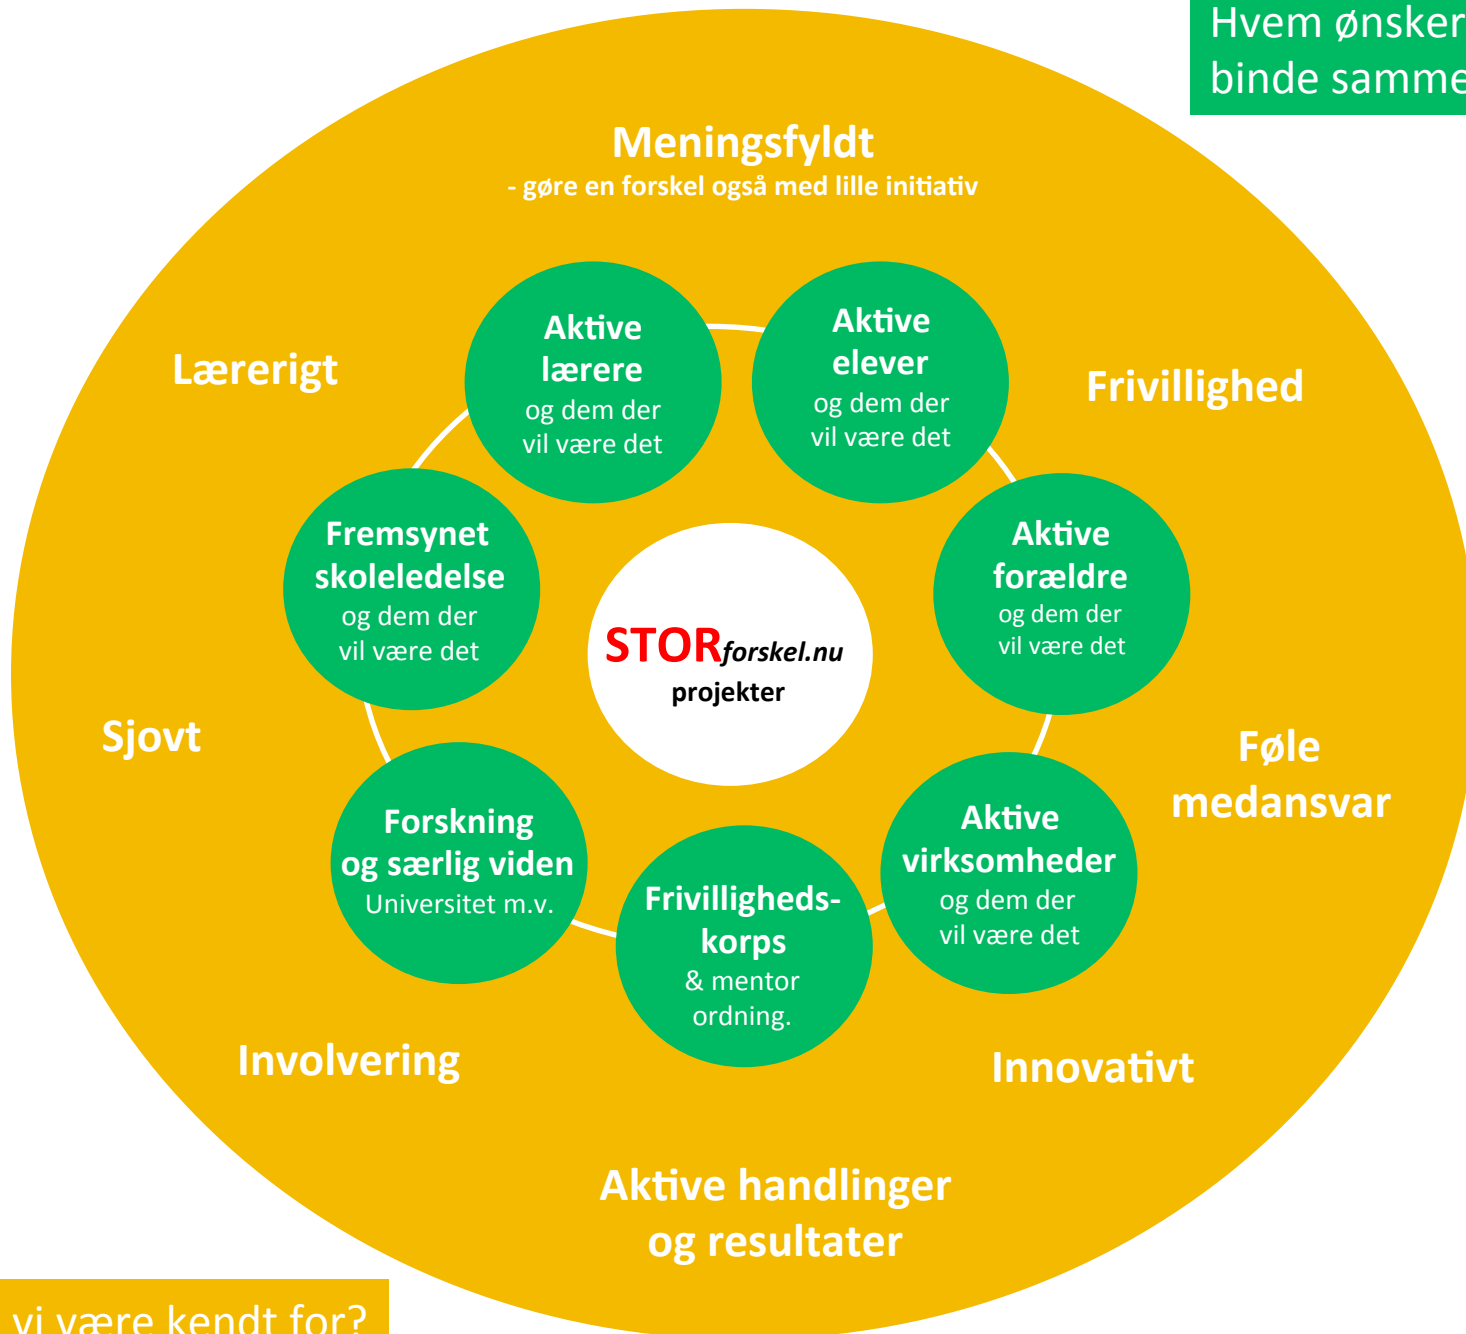 Hvem ønsker
binde samme
Meningsfyldt
- gøre en forskel også med lille initiativ
Lærerigt
Frivillighed
Aktive
lærere
og dem der
vil være det
Aktive
elever
og dem der
vil være det
Fremsynet
skoleledelse
og dem der
vil være det
Aktive
forældre
og dem der
vil være det
STORforskel.nu
projekter
Sjovt
Føle
medansvar
Forskning
og særlig viden
Universitet m.v.
Frivilligheds-
korps
& mentor
ordning.
Aktive
virksomheder
og dem der
vil være det
Involvering
Innovativt
Aktive handlinger
og resultater
vi være kendt for?